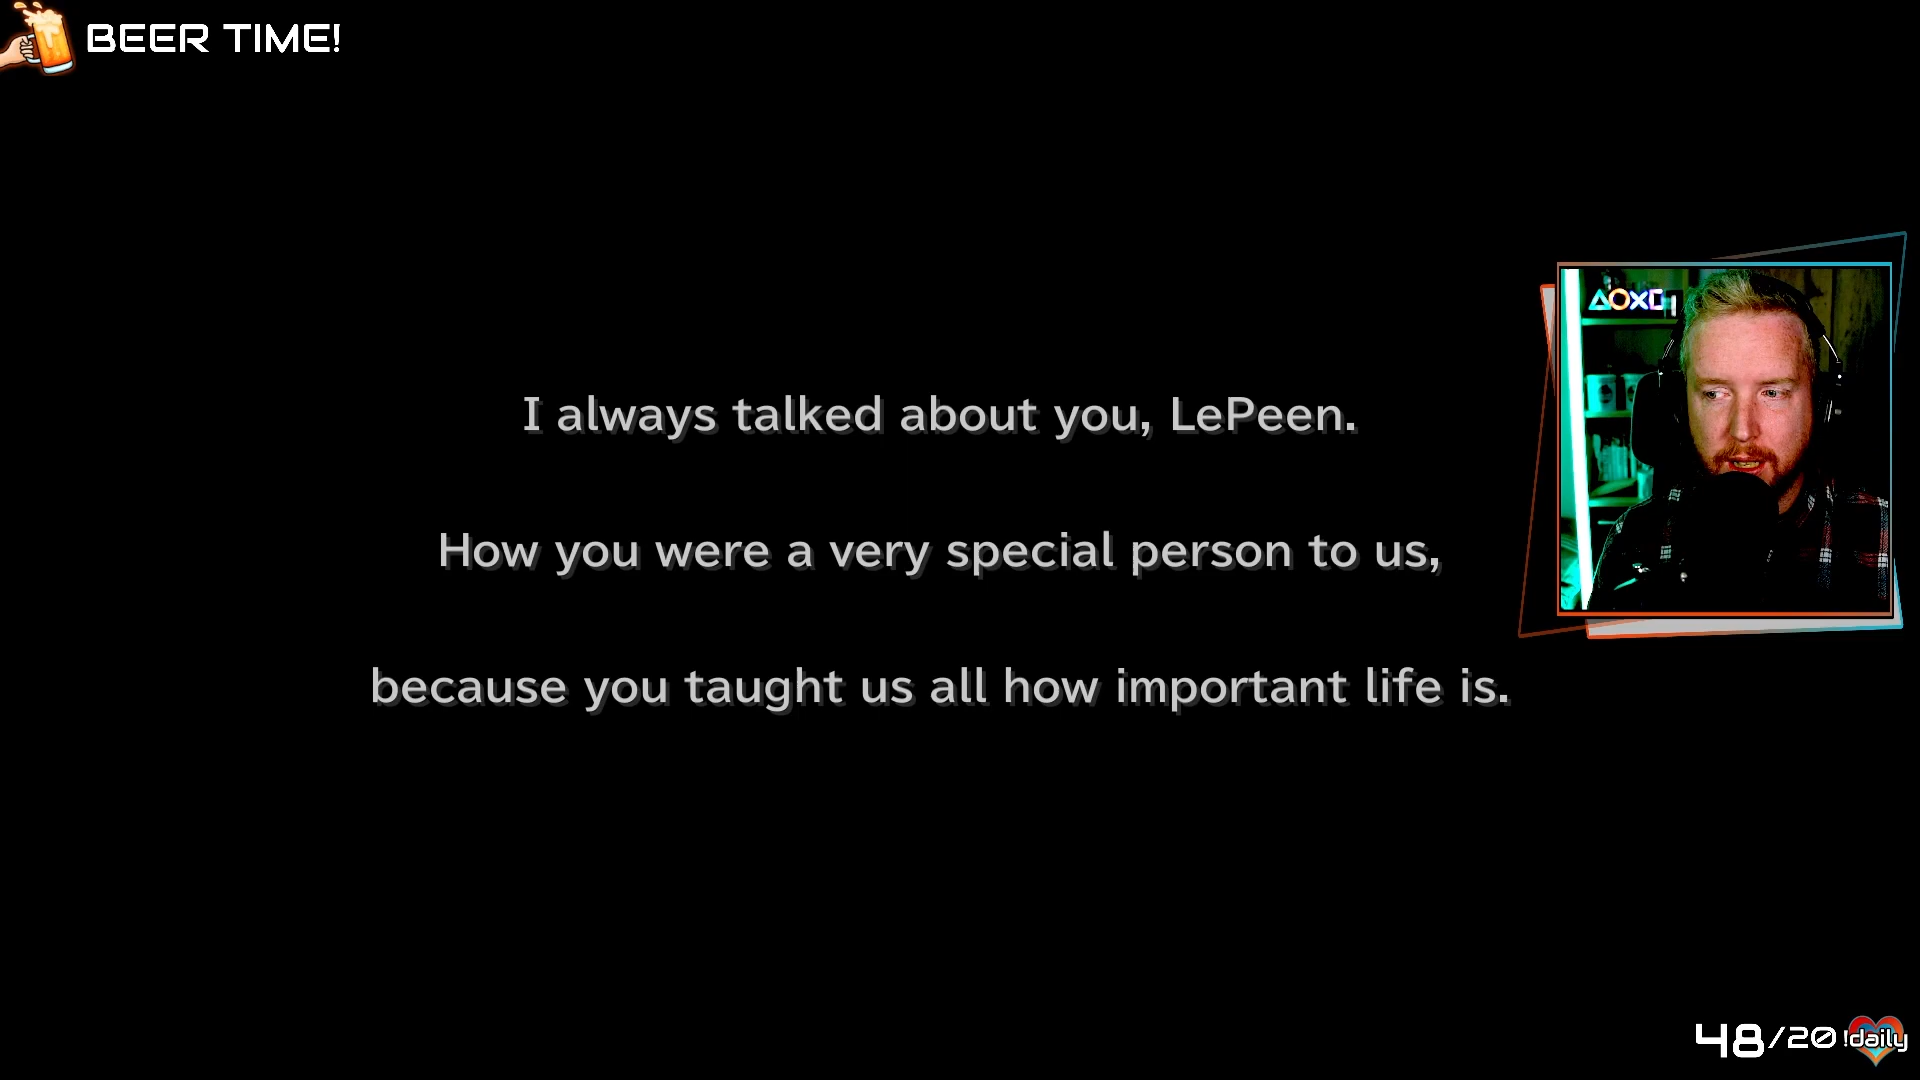 BEER TIME!
I always talked about you, LePeen.
How you were a very special person to us,
because you taught us all how important life is.
48/20 !daily